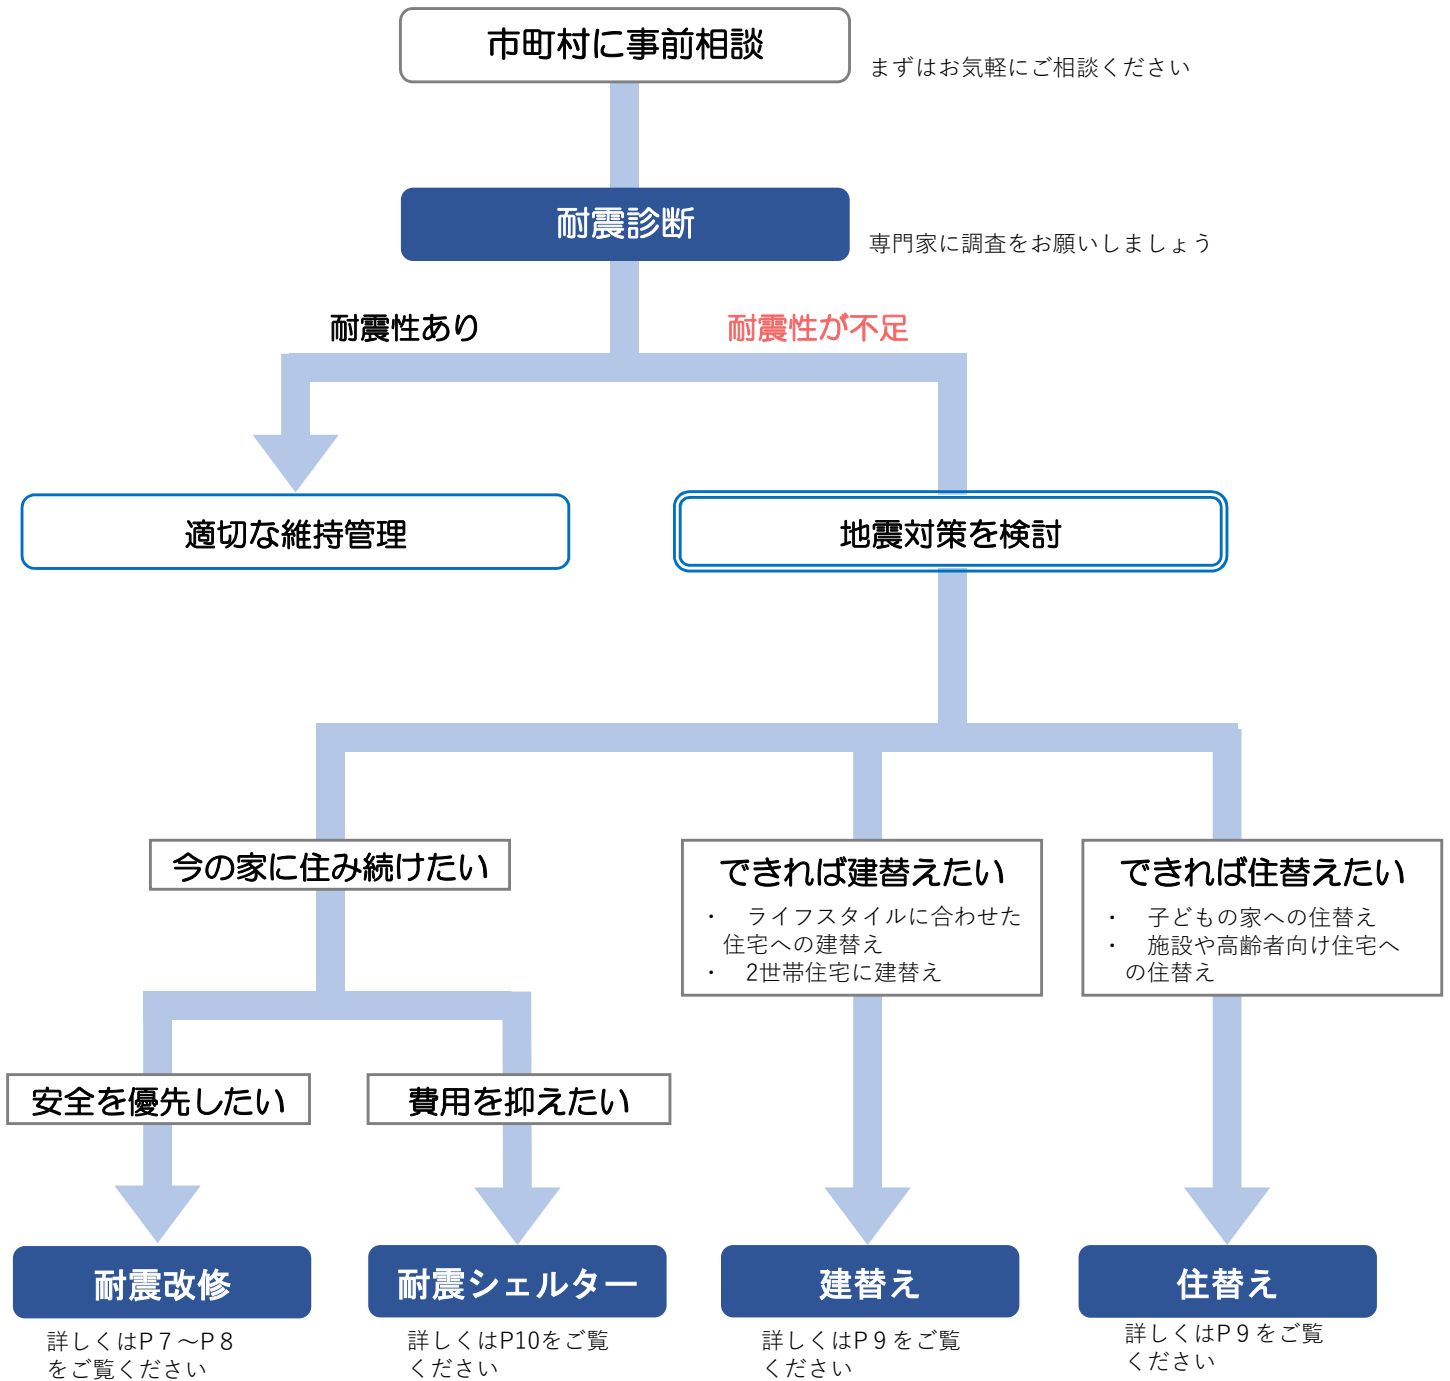 市町村に事前相談
まずはお気軽にご相談ください
耐震診断
専門家に調査をお願いしましょう
耐震性あり
耐震性が不足
適切な維持管理
地震対策を検討
今の家に住み続けたい
できれば建替えたい
・　ライフスタイルに合わせた
住宅への建替え
・　2世帯住宅に建替え
できれば住替えたい
・　子どもの家への住替え
・　施設や高齢者向け住宅へ
の住替え
安全を優先したい
費用を抑えたい
耐震改修
詳しくはP７～P８
をご覧ください
耐震シェルター
詳しくはP10をご覧
ください
建替え
詳しくはP９をご覧
ください
住替え
詳しくはP９をご覧
ください